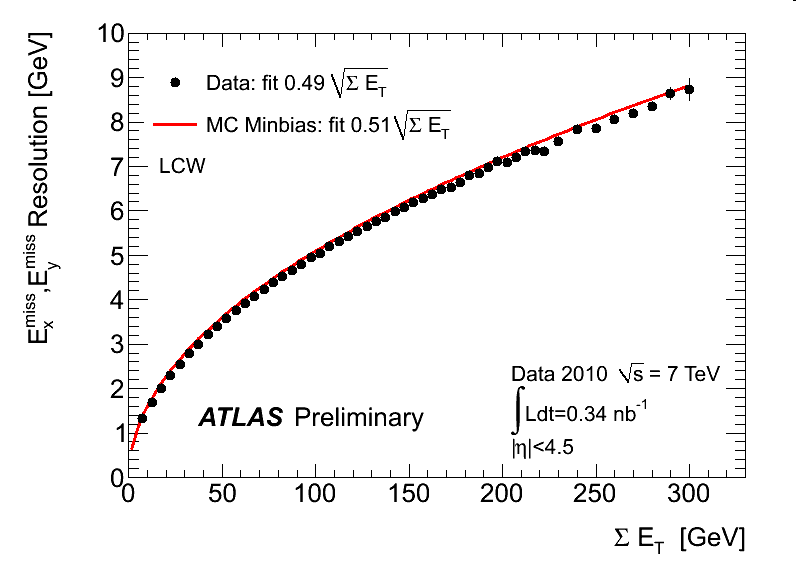 10
9
8
7
6
5
4
3
2
1
0
E_x^miss,E_y^miss Resolution [GeV]
Data: fit 0.49 √Σ E_T
MC Minbias: fit 0.51√Σ E_T
LCW
Data 2010 √s = 7 TeV
∫Ldt=0.34 nb^-1
|η|<4.5
ATLAS Preliminary
0 50 100 150 200 250 300
Σ E_T [GeV]